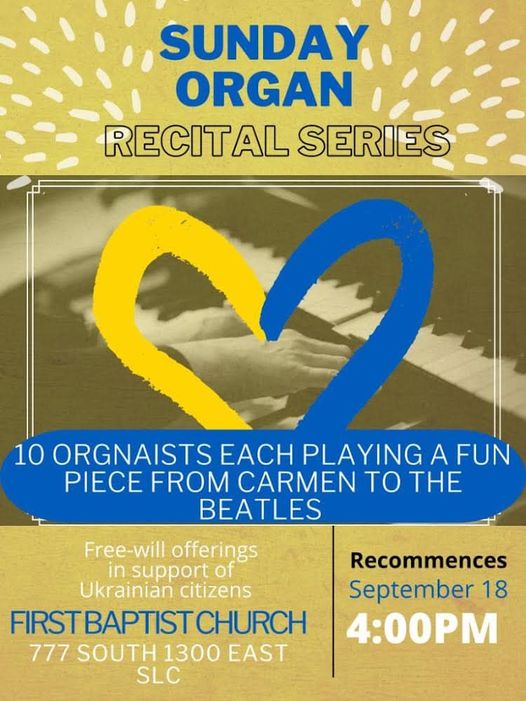 SUNDAY
ORGAN
RECITAL SERIES
10 ORGNAISTS EACH PLAYING A FUN
PIECE FROM CARMEN TO THE
BEATLES
Free-will offerings
in support of
Ukrainian citizens
FIRST BAPTIST CHURCH
777 SOUTH 1300 EAST
SLC
Recommences
September 18
4:00PM